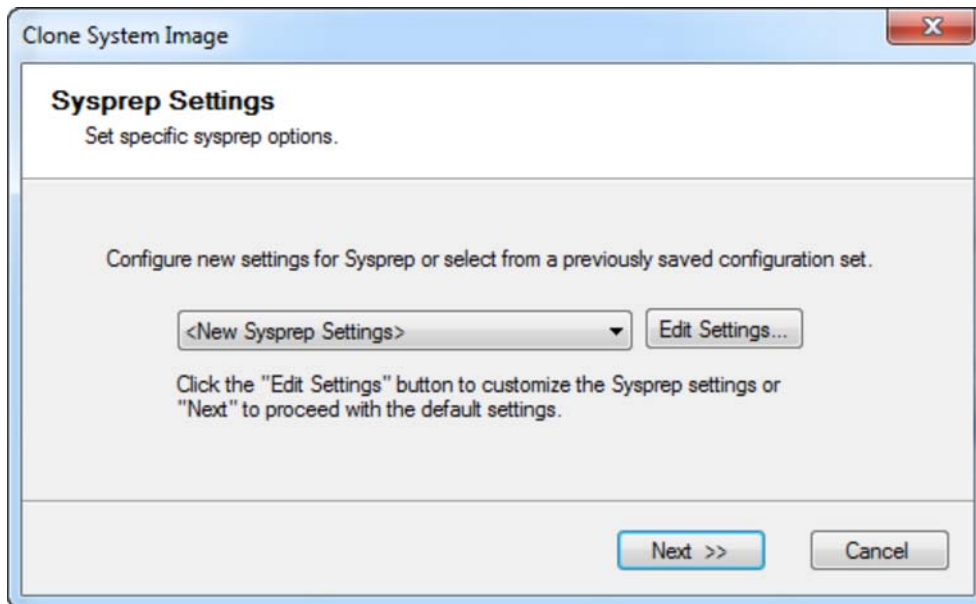 Clone System Image
Sysprep Settings
Set specific sysprep options.
Configure new settings for Sysprep or select from a previously saved configuration set.
<New Sysprep Settings>
Edit Settings...
Click the "Edit Settings" button to customize the Sysprep settings or
"Next" to proceed with the default settings.
Next >>
Cancel